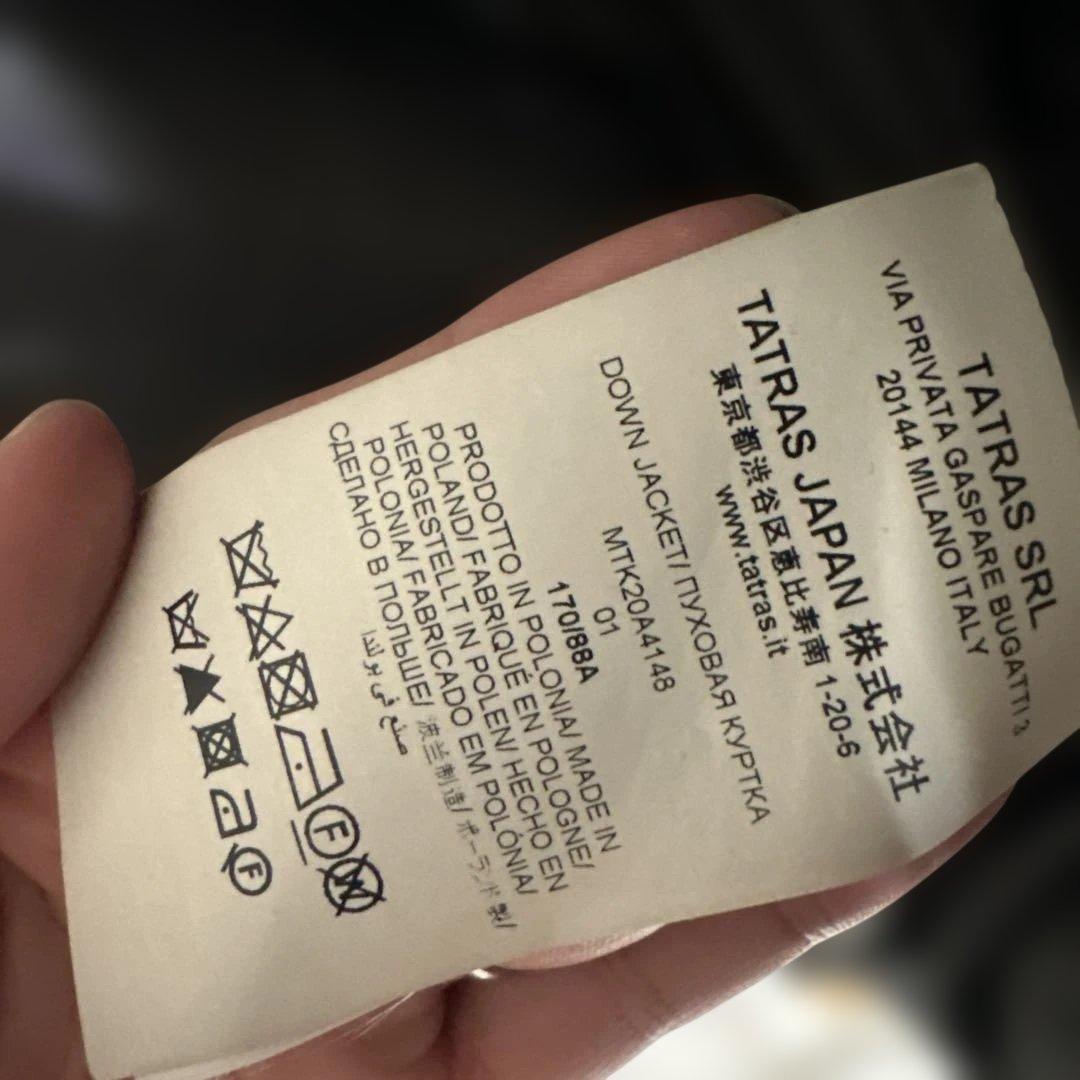 TATRAS SRL
VIA PRIVATA GASPARE BUGATTI 3
20144 MILANO ITALY
TATRAS JAPAN 株式会社
東京都渋谷区恵比寿南 1-20-6
www.tatras.it
DOWN JACKET/ ПУХОВАЯ КУРТКА
MTK20A4148
01
170/88A
PRODOTTO IN POLONIA/ MADE IN
POLAND/ FABRIQUÉ EN POLOGNE/
HERGESTELLT IN POLEN/ HECHO EN
POLONIA/ FABRICADO EM POLÓNIA/
СДЕЛАНО В ПОЛЬШЕ/ 波兰制造/ ポーランド製/
صنع في بولندا
F W
F